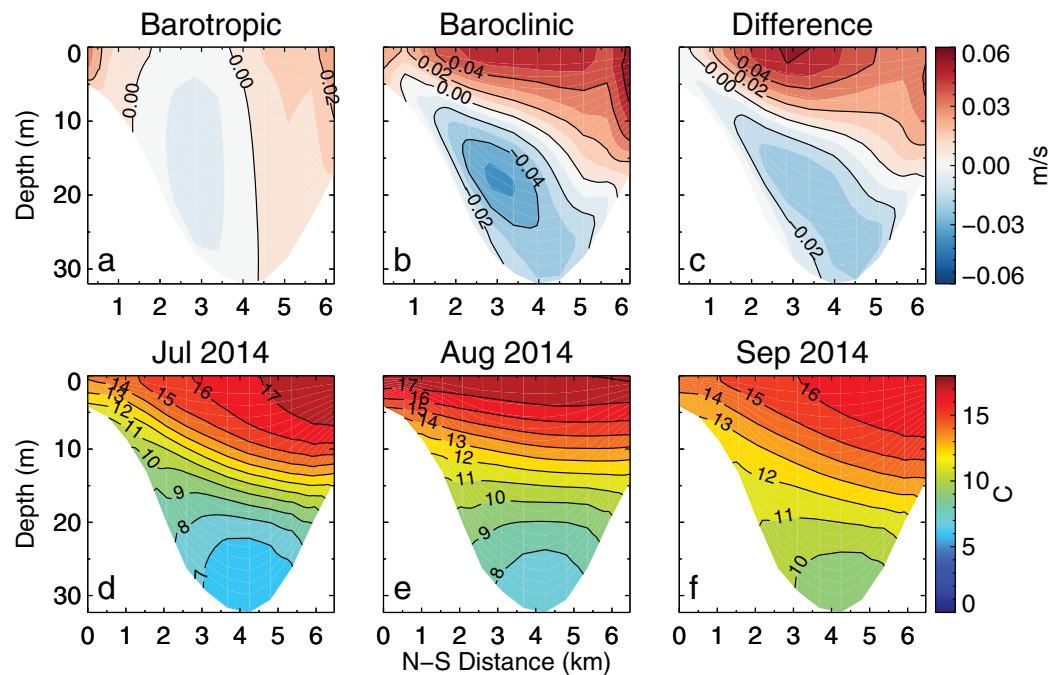 Barotropic Baroclinic Difference
0 10 20 30
Depth (m)
0.00 0.00 0.02
a
1 2 3 4 5 6
0.02 0.04 0.00 -0.04 -0.02
b
1 2 3 4 5 6
0.00 0.04 0.02 -0.02
c
1 2 3 4 5 6
0.06 0.03 0.00 −0.03 −0.06
m/s
Jul 2014 Aug 2014 Sep 2014
0 10 20 30
Depth (m)
14 13 12 11 10 9 8 7 15 16 17
d
0 1 2 3 4 5 6
17 16 15 14 13 12 11 10 9 8
e
0 1 2 3 4 5 6
14 13 15 16 12 11 10
f
0 1 2 3 4 5 6
15 10 5 0
C
N−S Distance (km)